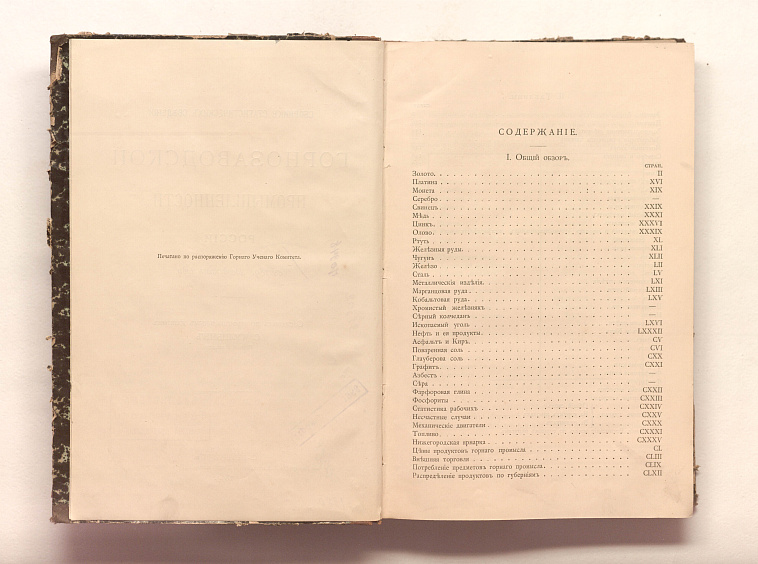 Печатано по распоряженію Горнаго Ученаго Комитета.
СОДЕРЖАНІЕ.
I. Общій обзоръ.
СТРАН.
Золото. II
Платина XVI
Монета XIX
Серебро —
Свинецъ XXIX
Мѣдь XXXI
Цинкъ XXXVII
Олово XXXIX
Ртуть XL
Желѣзныя руды XLI
Чугунъ XLII
Желѣзо LII
Сталь LV
Металлическія издѣлія LXI
Марганцовая руда LXIII
Кобальтовая руда LXV
Хромистый желѣзнякъ —
Сѣрный колчеданъ —
Ископаемый уголь LXVI
Нефть и ея продукты LXXXII
Асфальтъ и Киръ CV
Поваренная соль CVI
Глауберова соль CXX
Графитъ CXXI
Азбестъ —
Сѣра —
Фарфоровая глина CXXII
Фосфориты CXXIII
Статистика рабочихъ CXXIV
Несчастные случаи CXXV
Механическіе двигатели CXXX
Топливо CXXXI
Нижегородская ярмарка CXXXV
Цѣны продуктовъ горнаго промысла CL
Внѣшняя торговля CLIII
Потребленіе предметовъ горнаго промысла CLIX
Распредѣленіе продуктовъ по губерніямъ CLXII